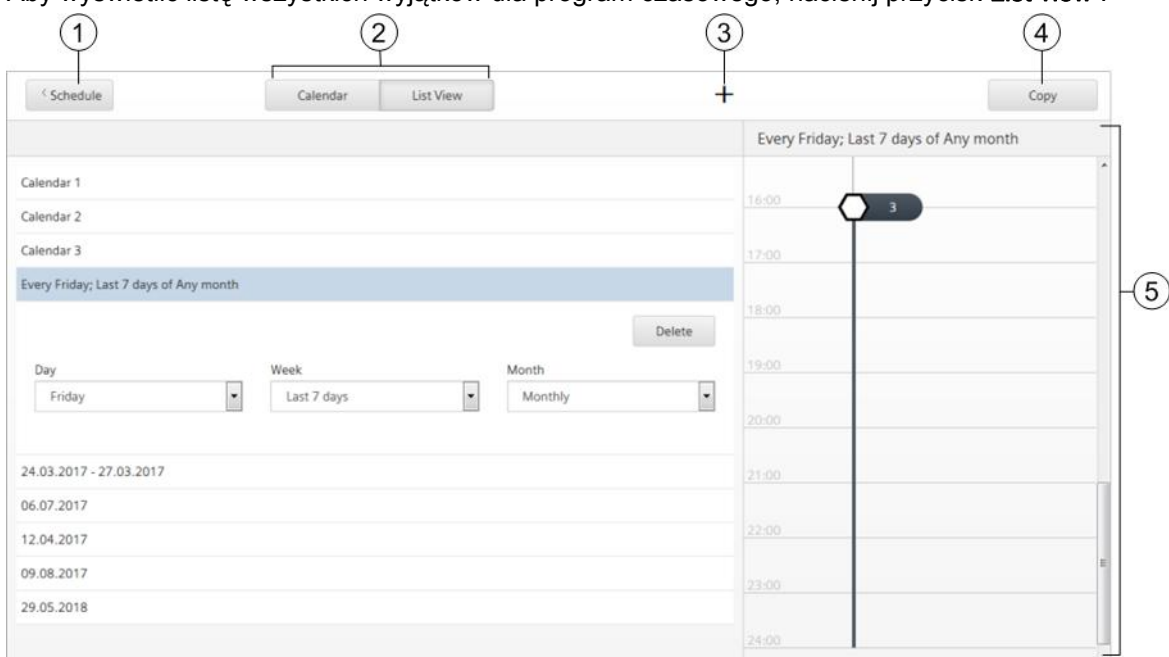 Aby wyświetlić listę wszystkich wyjątków dla program czasowego, naciśnij przycisk List view .
1
2
3
4
< Schedule
Calendar
List View
+
Copy
Every Friday; Last 7 days of Any month
Calendar 1
Calendar 2
Calendar 3
Every Friday; Last 7 days of Any month
Delete
Day
Week
Month
Friday
Last 7 days
Monthly
24.03.2017 - 27.03.2017
06.07.2017
12.04.2017
09.08.2017
29.05.2018
16:00
3
17:00
18:00
19:00
20:00
21:00
22:00
23:00
24:00
5